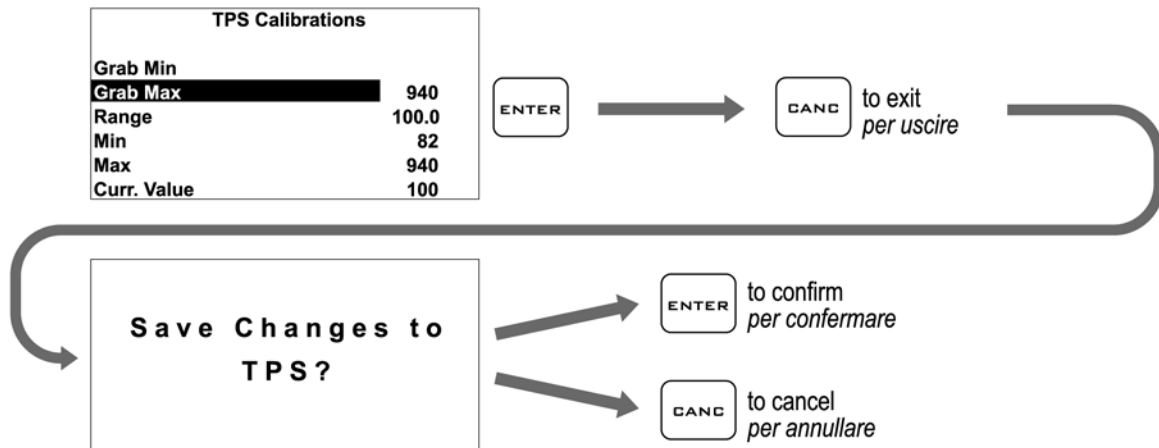 TPS Calibrations
Grab Min
Grab Max 940
Range 100.0
Min 82
Max 940
Curr. Value 100
ENTER
CANC
to exit
per uscire
Save Changes to
TPS?
ENTER
to confirm
per confermare
CANC
to cancel
per annullare